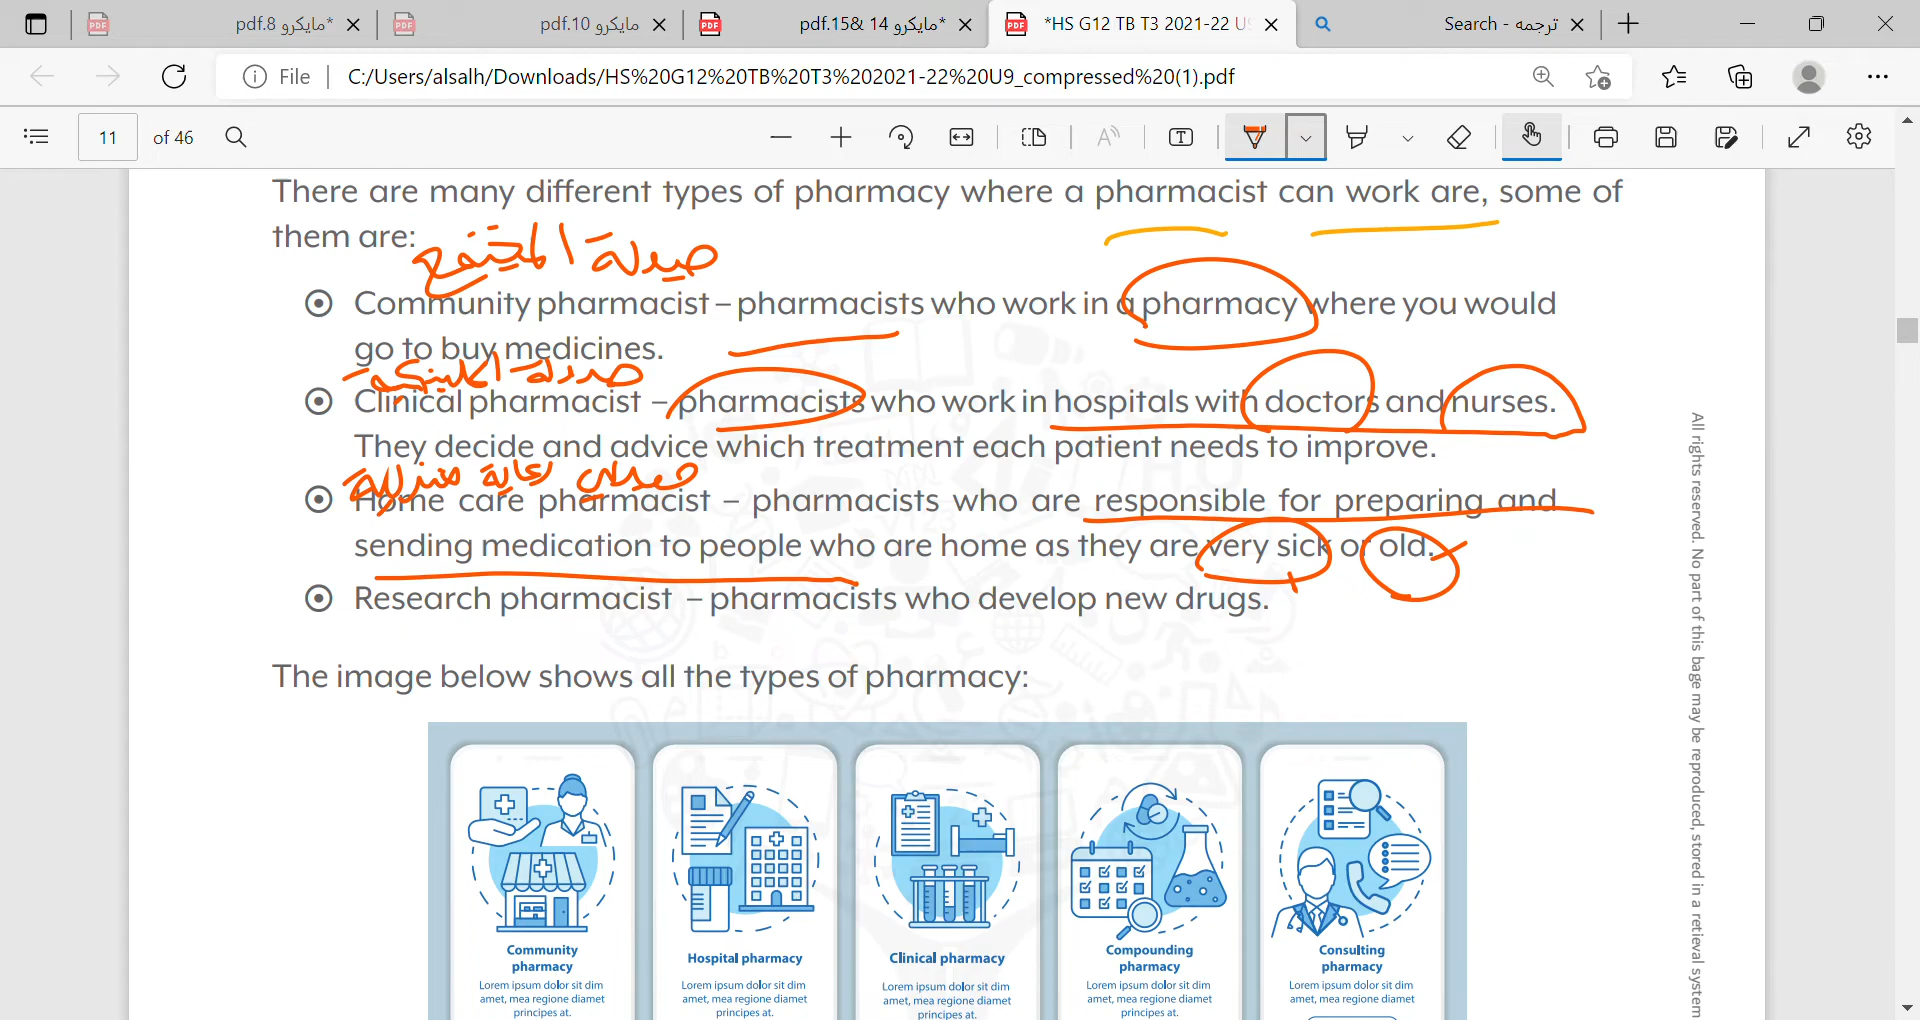 pdf.8 مايكرو*
pdf.10 مايكرو
pdf.15& 14 مايكرو*
*HS G12 TB T3 2021-22 U
Search - ترجمه
File
C:/Users/alsalh/Downloads/HS%20G12%20TB%20T3%202021-22%20U9_compressed%20(1).pdf
11 of 46
There are many different types of pharmacy where a pharmacist can work are, some of
them are:
صيدلة المجتمع
Community pharmacist – pharmacists who work in a pharmacy where you would
go to buy medicines.
Clinical pharmacist – pharmacists who work in hospitals with doctors and nurses.
They decide and advice which treatment each patient needs to improve.
صيدلي رعاية منزلية
Home care pharmacist – pharmacists who are responsible for preparing and
sending medication to people who are home as they are very sick or old.
Research pharmacist – pharmacists who develop new drugs.
The image below shows all the types of pharmacy:
Community
pharmacy
Lorem ipsum dolor sit dim
amet, mea regione diamet
principes at.
Hospital pharmacy
Lorem ipsum dolor sit dim
amet, mea regione diamet
principes at.
Clinical pharmacy
Lorem ipsum dolor sit dim
amet, mea regione diamet
principes at.
Compounding
pharmacy
Lorem ipsum dolor sit dim
amet, mea regione diamet
principes at.
Consulting
pharmacy
Lorem ipsum dolor sit dim
amet, mea regione diamet
All rights reserved. No part of this bage may be reproduced, stored in a retieval system